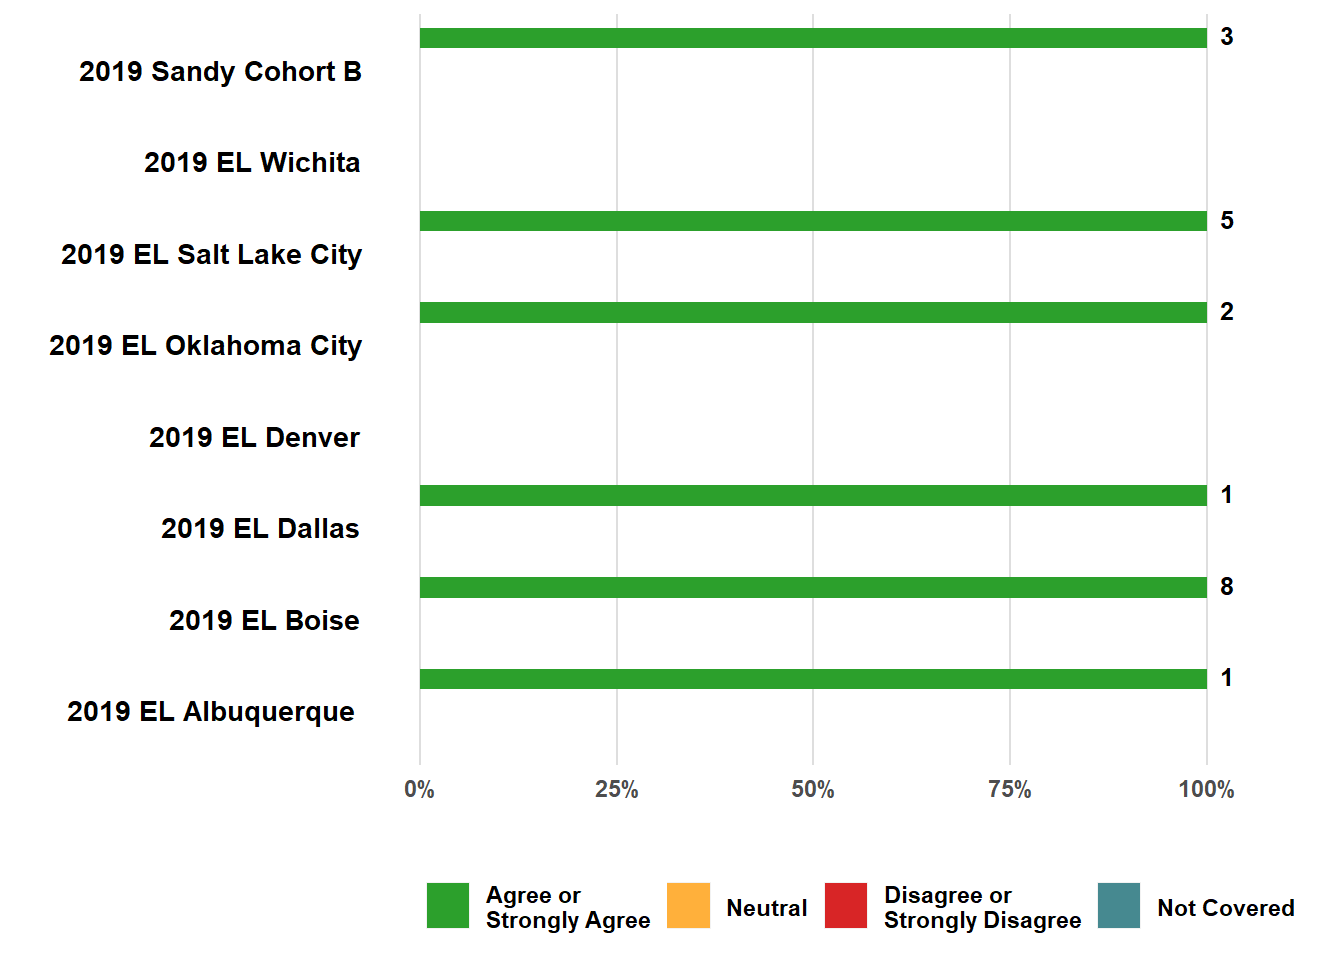 3
2019 Sandy Cohort B
2019 EL Wichita
5
2019 EL Salt Lake City
2
2019 EL Oklahoma City
2019 EL Denver
1
2019 EL Dallas
8
2019 EL Boise
1
2019 EL Albuquerque
0% 25% 50% 75% 100%
Agree or
Strongly Agree
Neutral
Disagree or
Strongly Disagree
Not Covered